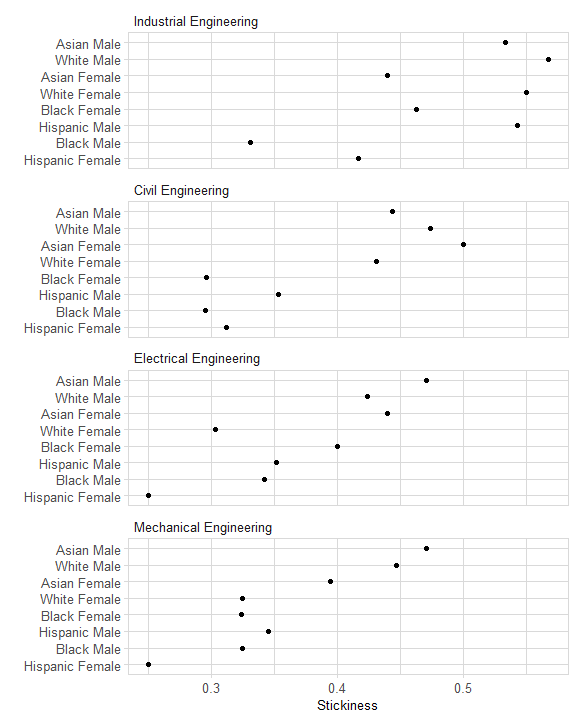 Industrial Engineering
Asian Male
White Male
Asian Female
White Female
Black Female
Hispanic Male
Black Male
Hispanic Female
Civil Engineering
Asian Male
White Male
Asian Female
White Female
Black Female
Hispanic Male
Black Male
Hispanic Female
Electrical Engineering
Asian Male
White Male
Asian Female
White Female
Black Female
Hispanic Male
Black Male
Hispanic Female
Mechanical Engineering
Asian Male
White Male
Asian Female
White Female
Black Female
Hispanic Male
Black Male
Hispanic Female
0.3 0.4 0.5
Stickiness